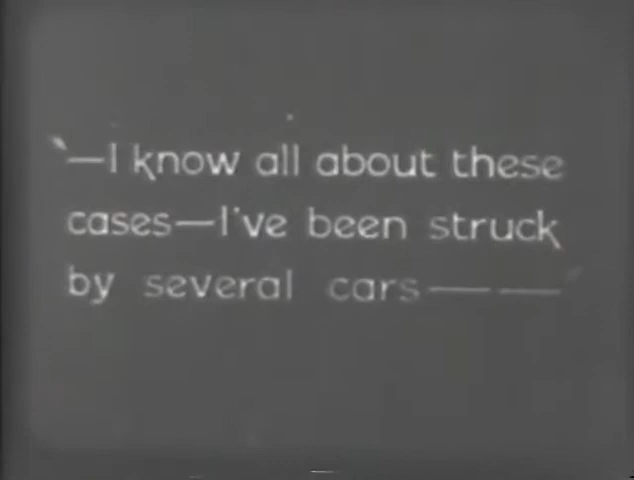 "—I know all about these
cases—I've been struck
by several cars— —"